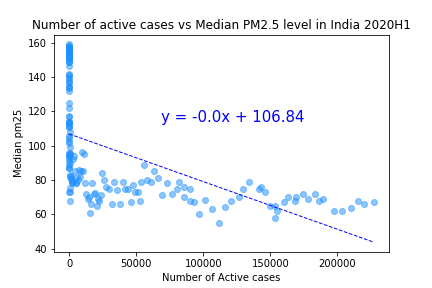 Number of active cases vs Median PM2.5 level in India 2020H1
160
140
120
100
80
60
40
Median pm25
y = -0.0x + 106.84
0 50000 100000 150000 200000
Number of Active cases